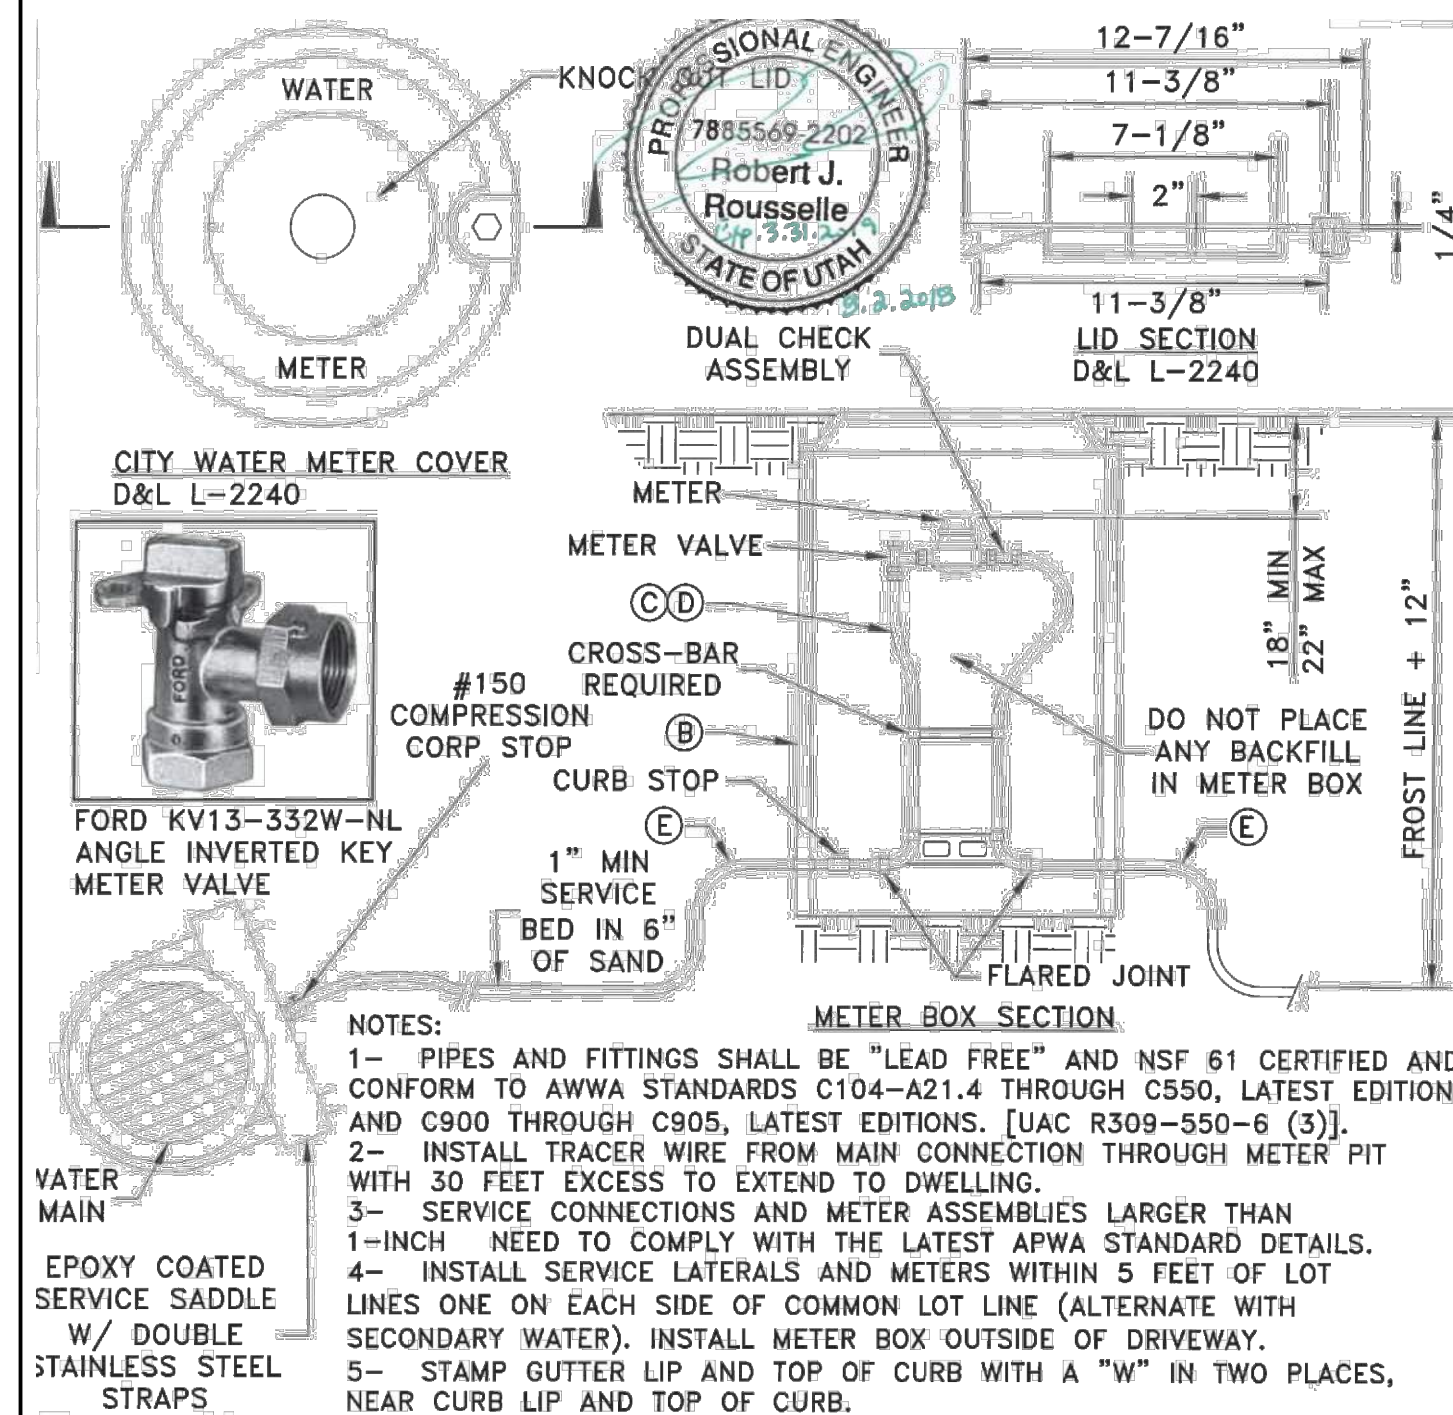 WATER
KNOCK OUT LID
METER
CITY WATER METER COVER
D&L L-2240
PROFESSIONAL ENGINEER
7885569-2202
Robert J.
Rousselle
STATE OF UTAH
3.2.2018
12-7/16"
11-3/8"
7-1/8"
2"
1/4"
11-3/8"
LID SECTION
D&L L-2240
DUAL CHECK
ASSEMBLY
METER
METER VALVE
C D
CROSS-BAR
REQUIRED
B
CURB STOP
E
18" MIN
22" MAX
FROST LINE + 12"
DO NOT PLACE
ANY BACKFILL
IN METER BOX
E
FLARED JOINT
METER BOX SECTION
FORD
FORD KV13-332W-NL
ANGLE INVERTED KEY
METER VALVE
#150
COMPRESSION
CORP STOP
1" MIN
SERVICE
BED IN 6"
OF SAND
WATER
MAIN
EPOXY COATED
SERVICE SADDLE
W/ DOUBLE
STAINLESS STEEL
STRAPS
NOTES:
1- PIPES AND FITTINGS SHALL BE "LEAD FREE" AND NSF 61 CERTIFIED AND
CONFORM TO AWWA STANDARDS C104-A21.4 THROUGH C550, LATEST EDITION
AND C900 THROUGH C905, LATEST EDITIONS. [UAC R309-550-6 (3)].
2- INSTALL TRACER WIRE FROM MAIN CONNECTION THROUGH METER PIT
WITH 30 FEET EXCESS TO EXTEND TO DWELLING.
3- SERVICE CONNECTIONS AND METER ASSEMBLIES LARGER THAN
1-INCH NEED TO COMPLY WITH THE LATEST APWA STANDARD DETAILS.
4- INSTALL SERVICE LATERALS AND METERS WITHIN 5 FEET OF LOT
LINES ONE ON EACH SIDE OF COMMON LOT LINE (ALTERNATE WITH
SECONDARY WATER). INSTALL METER BOX OUTSIDE OF DRIVEWAY.
5- STAMP GUTTER LIP AND TOP OF CURB WITH A "W" IN TWO PLACES,
NEAR CURB LIP AND TOP OF CURB.